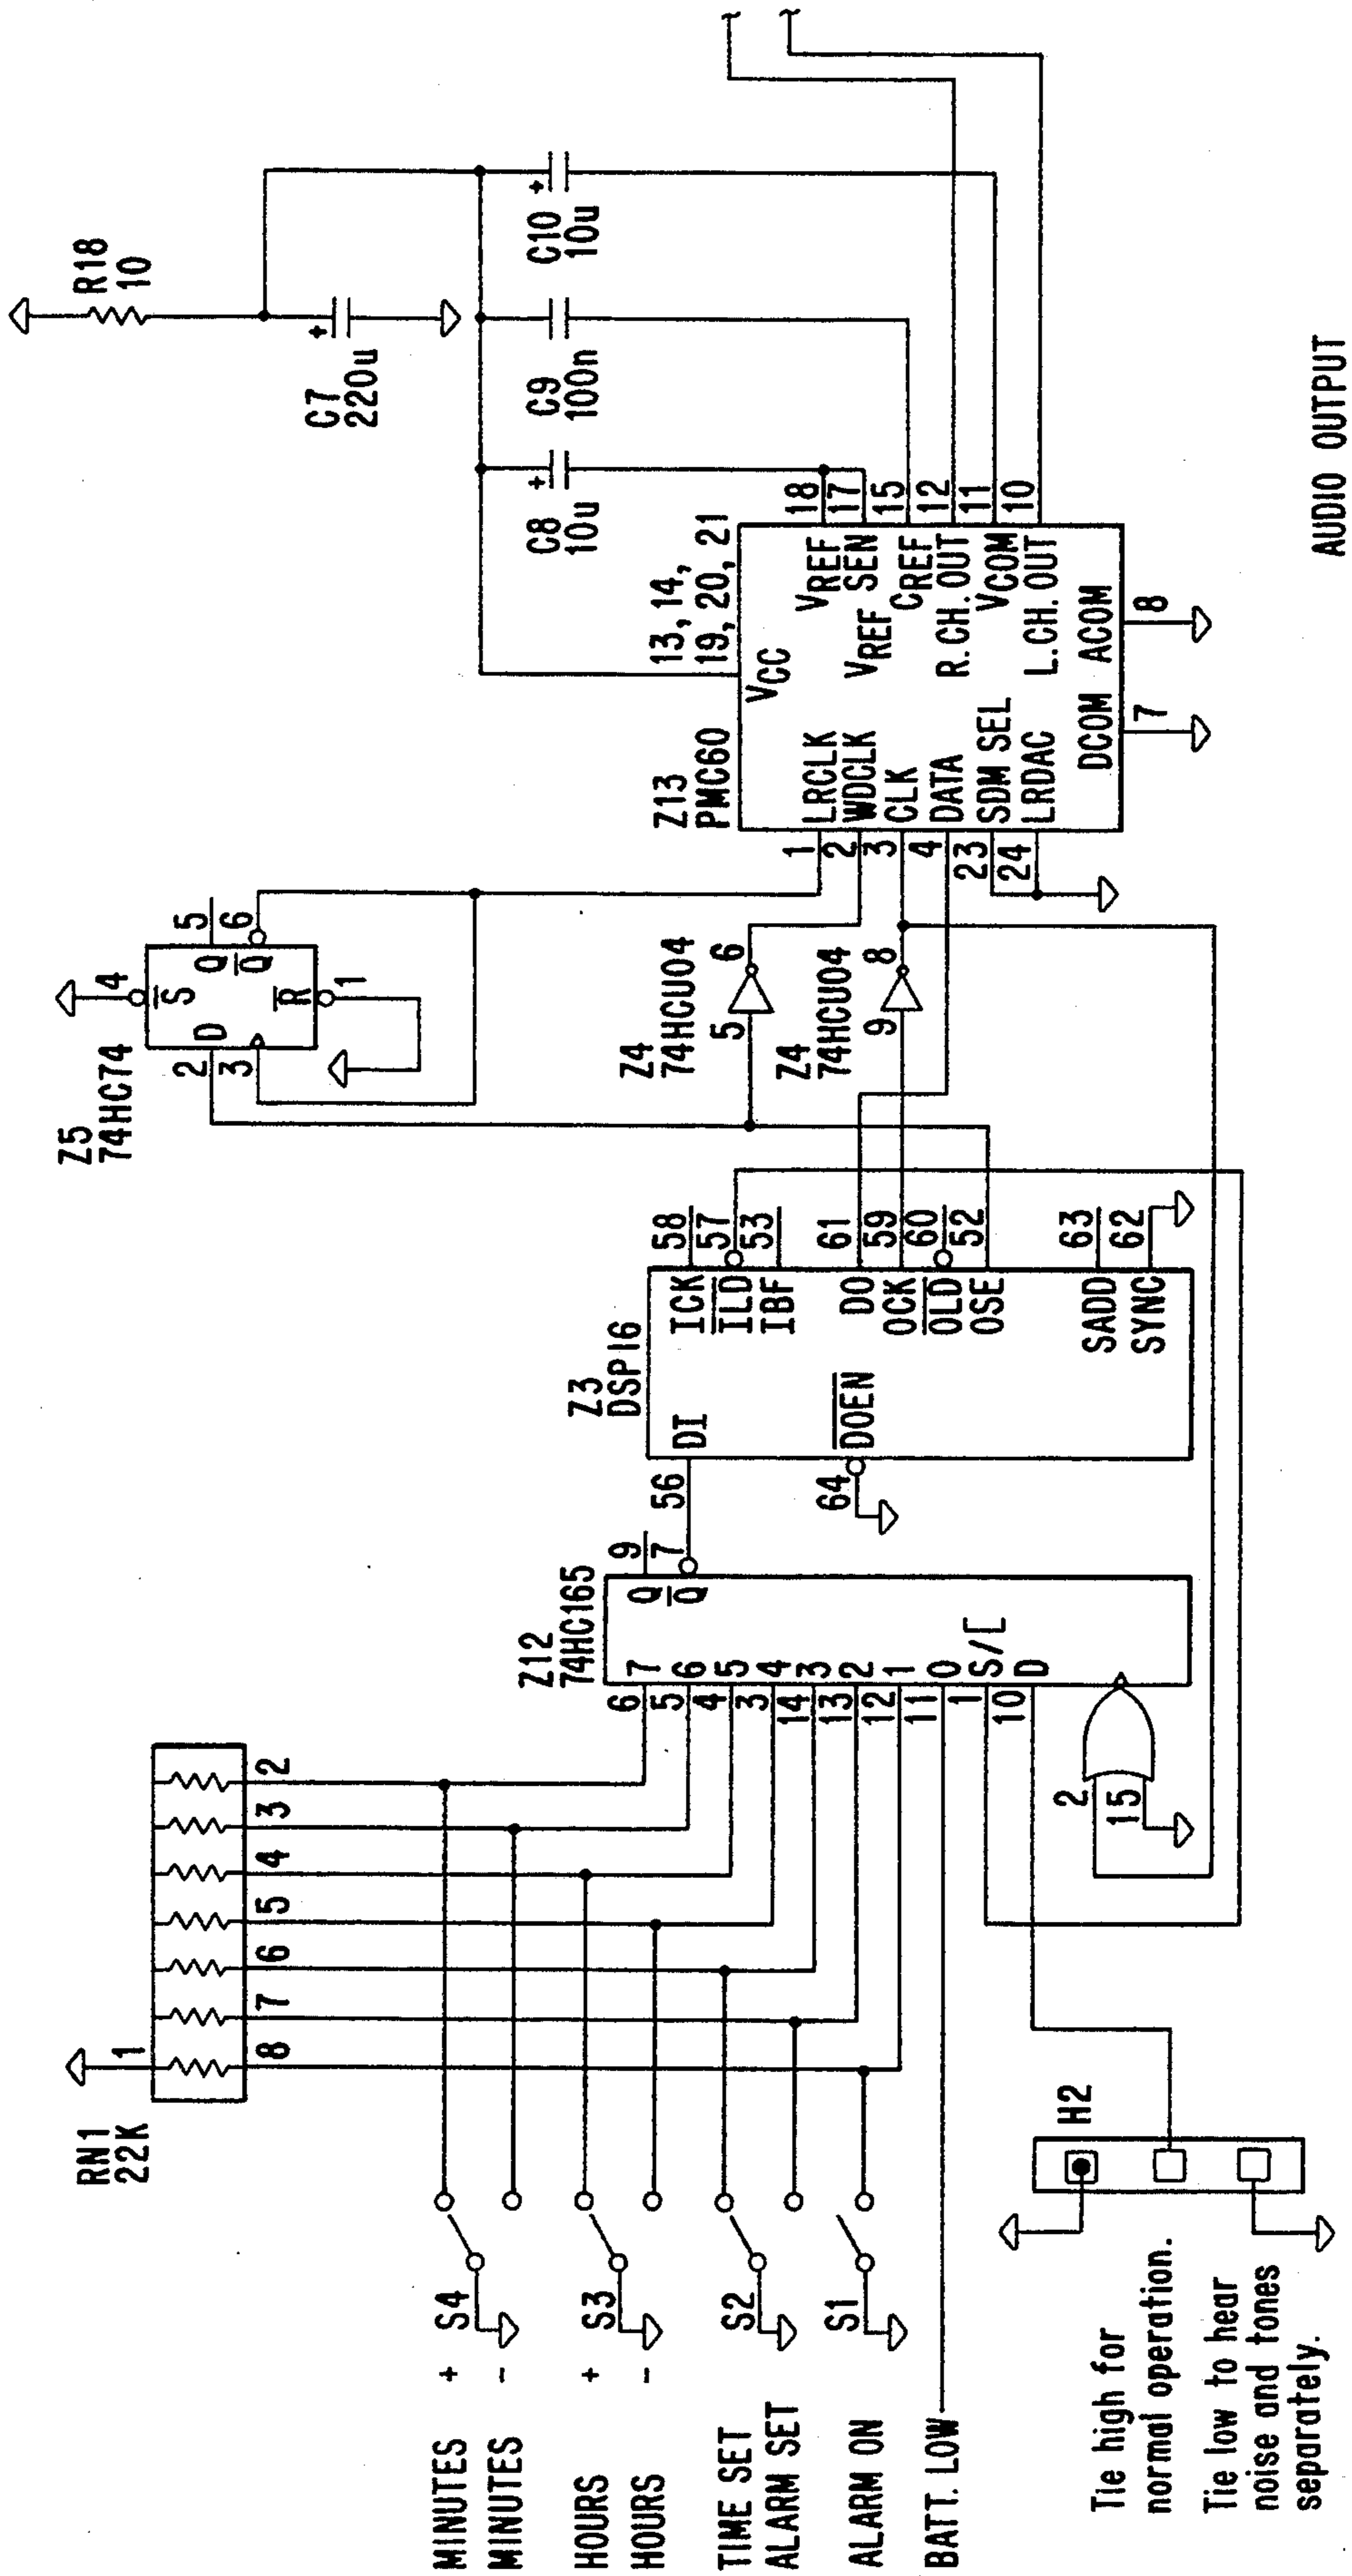 RN1
22K
1
8
7
6
5
4
3
2
MINUTES +
MINUTES -
S4
HOURS +
HOURS -
S3
TIME SET
ALARM SET
S2
ALARM ON
S1
BATT. LOW
H2
Tie high for
normal operation.
Tie low to hear
noise and tones
separately.
Z12
74HC165
6 7
5 6
4 5
3 4
14 3
13 2
12 1
11 0
1 S/L
10 D
2
15
Q 9
Q 7
Z3
DSP16
56 DI
64 DOEN
ICK 58
ILD 57
IBF 53
DO 61
OCK 59
OLD 60
OSE 52
SADD 63
SYNC 62
Z5
74HC74
2 D
3
4 S
R 1
Q 5
Q 6
Z4
74HCU04
5 6
Z4
74HCU04
9 8
Z13
PMC60
13, 14,
19, 20, 21
VCC
1 LRCLK
2 WDCLK
3 CLK
4 DATA
23 SDM SEL
24 LRDAC
VREF 18
VREF SEN 17
CREF 15
R.CH.OUT 12
VCOM 11
L.CH.OUT 10
DCOM 7
ACOM 8
R18
10
C7
220u
+
C8
10u
+
C9
100n
C10
10u
+
AUDIO OUTPUT